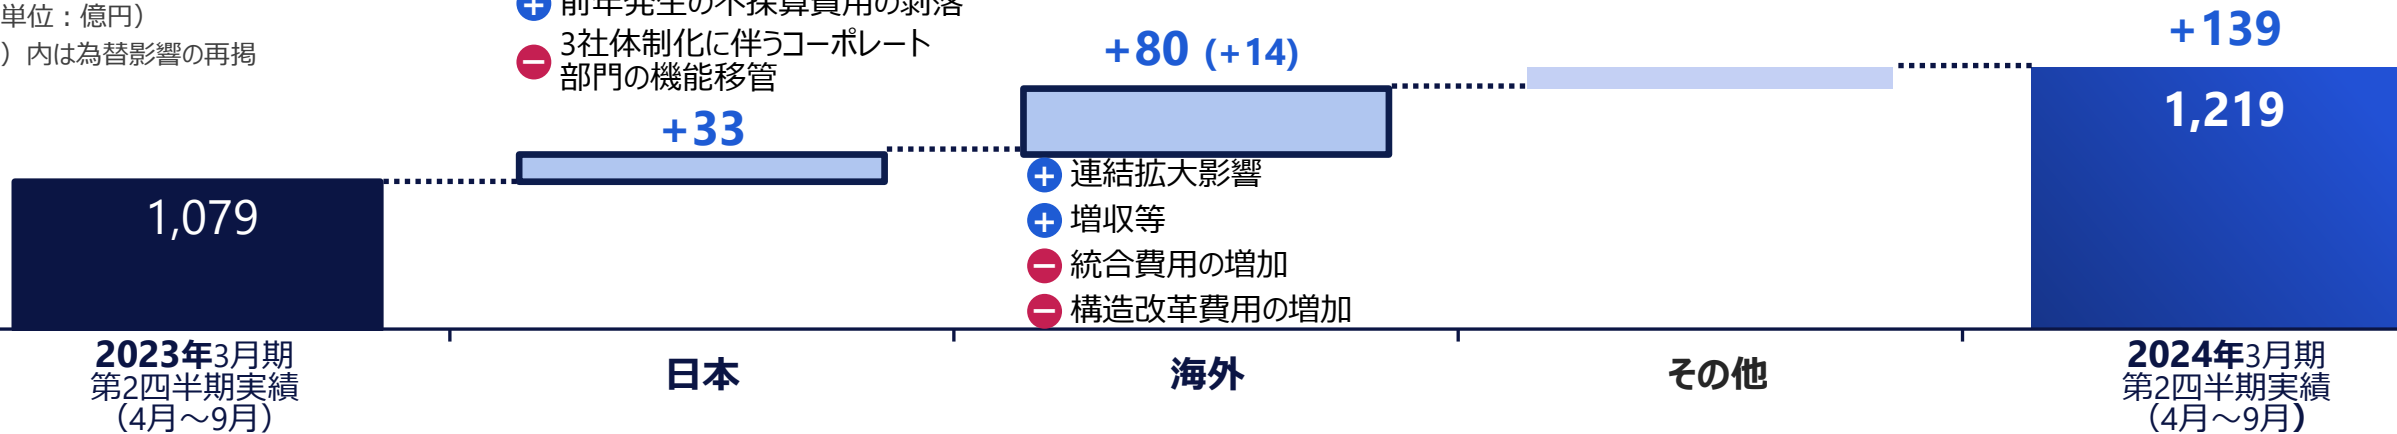 単位：億円）
）内は為替影響の再掲
前年発生の不採算費用の剥落
3社体制化に伴うコーポレート
部門の機能移管
+33
+80 (+14)
+139
1,079
1,219
連結拡大影響
増収等
統合費用の増加
構造改革費用の増加
2023年3月期
第2四半期実績
（4月～9月）
日本
海外
その他
2024年3月期
第2四半期実績
（4月～9月）